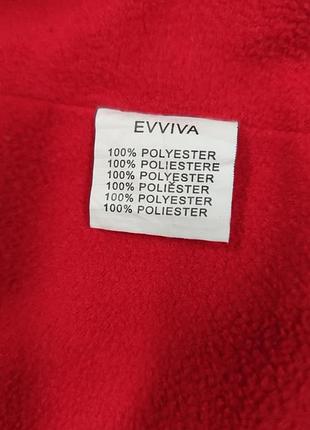 EVVIVA
100% POLYESTER
100% POLIESTERE
100% POLYESTER
100% POLIÉSTER
100% POLYESTER
100% POLIESTER